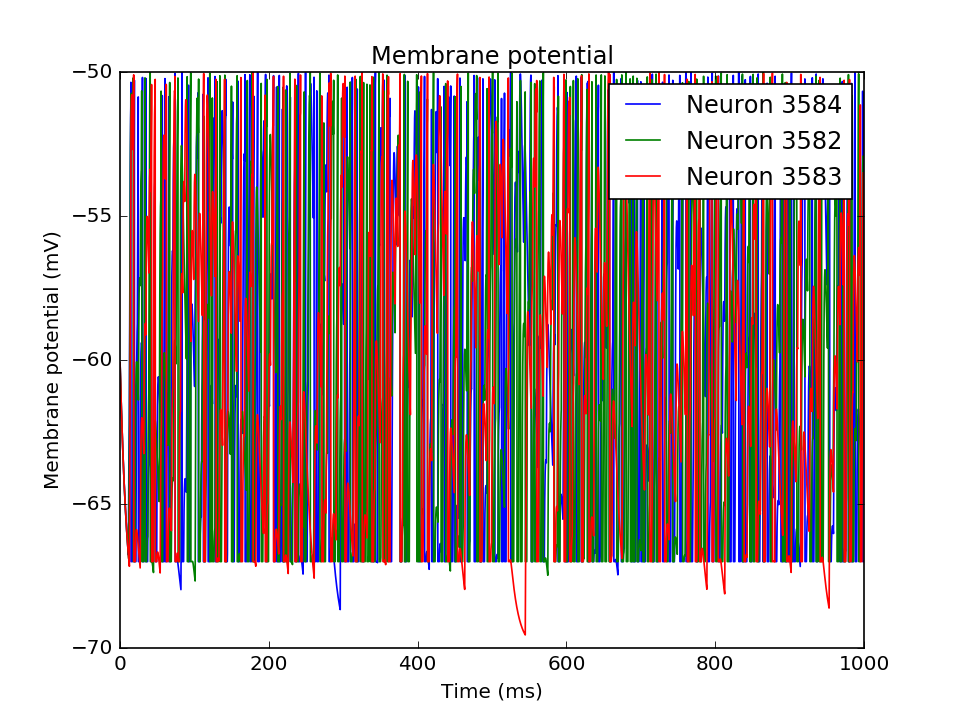 Membrane potential
Neuron 3584
Neuron 3582
Neuron 3583
Membrane potential (mV)
−50
−55
−60
−65
−70
0 200 400 600 800 1000
Time (ms)